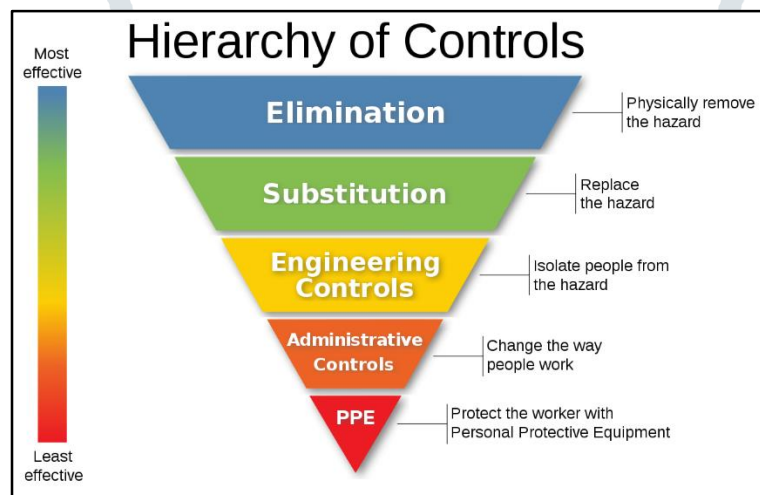 Hierarchy of Controls
Most
effective
Elimination
Physically remove
the hazard
Substitution
Replace
the hazard
Engineering
Controls
Isolate people from
the hazard
Administrative
Controls
Change the way
people work
PPE
Protect the worker with
Personal Protective Equipment
Least
effective